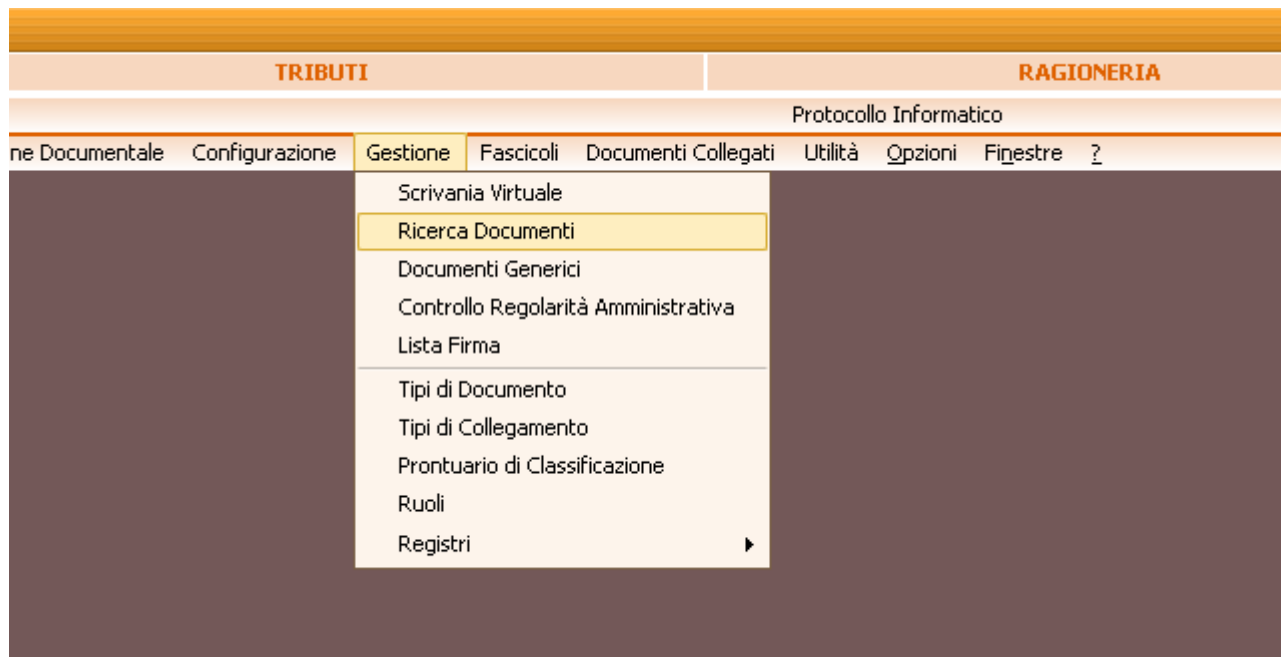 TRIBUTI RAGIONERIA
Protocollo Informatico
ne Documentale Configurazione Gestione Fascicoli Documenti Collegati Utilità Opzioni Finestre ?
Scrivania Virtuale
Ricerca Documenti
Documenti Generici
Controllo Regolarità Amministrativa
Lista Firma
Tipi di Documento
Tipi di Collegamento
Prontuario di Classificazione
Ruoli
Registri